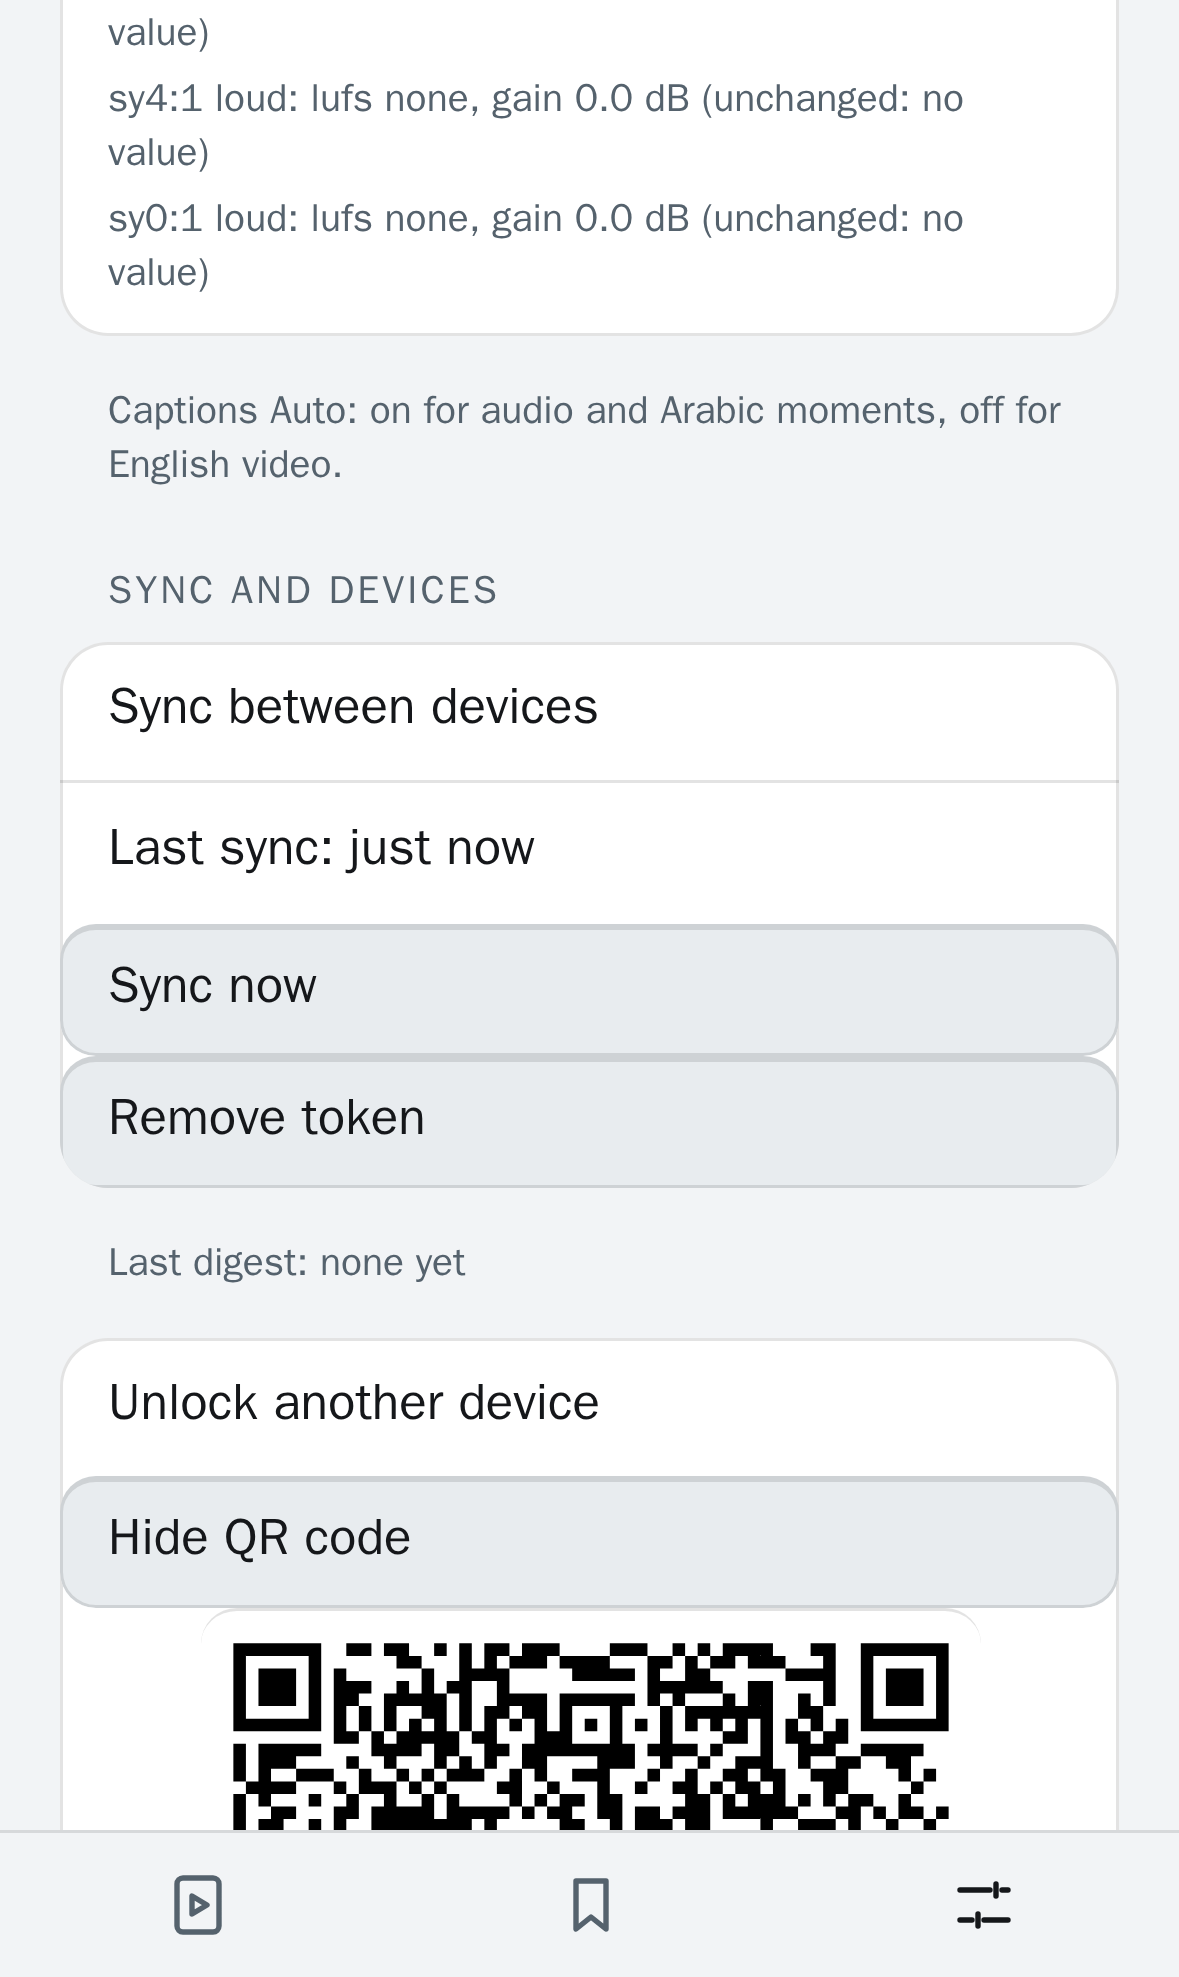 value)
sy4:1 loud: lufs none, gain 0.0 dB (unchanged: no
value)
sy0:1 loud: lufs none, gain 0.0 dB (unchanged: no
value)
Captions Auto: on for audio and Arabic moments, off for
English video.
SYNC AND DEVICES
Sync between devices
Last sync: just now
Sync now
Remove token
Last digest: none yet
Unlock another device
Hide QR code